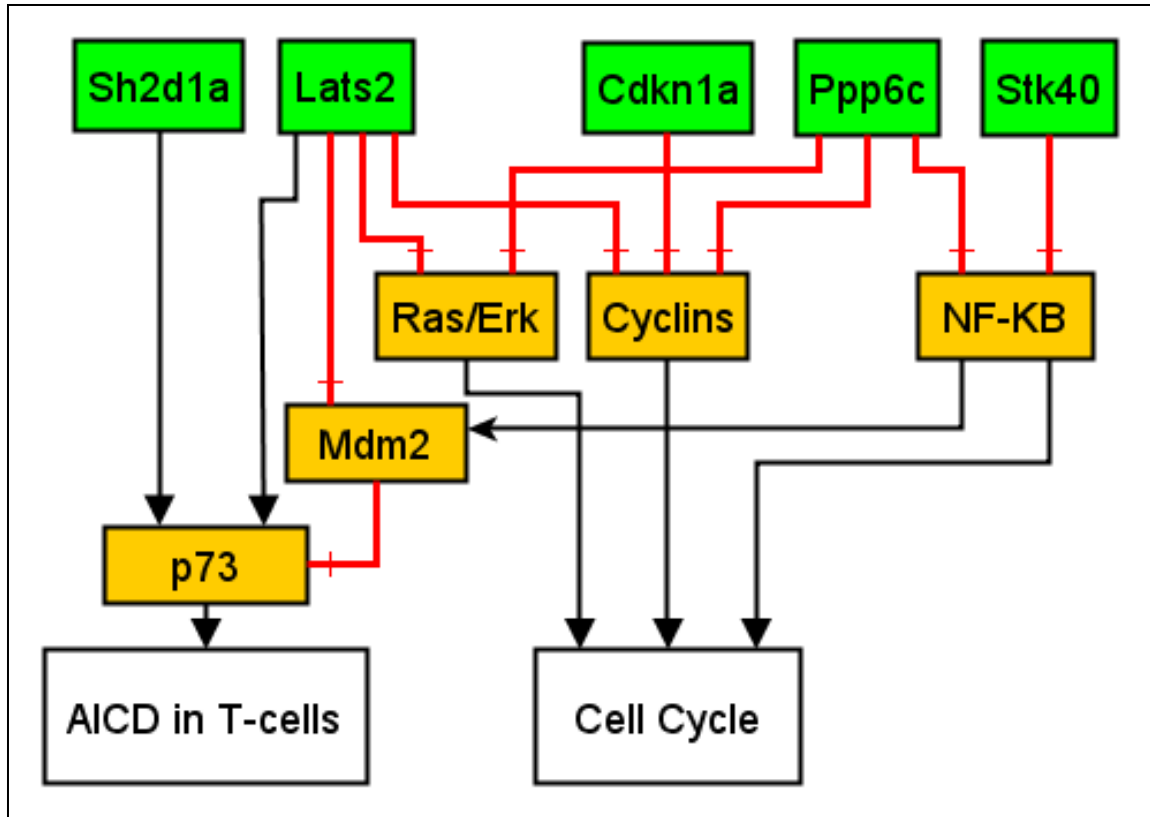 Sh2d1a
Lats2
Cdkn1a
Ppp6c
Stk40
Ras/Erk
Cyclins
NF-KB
Mdm2
p73
AICD in T-cells
Cell Cycle